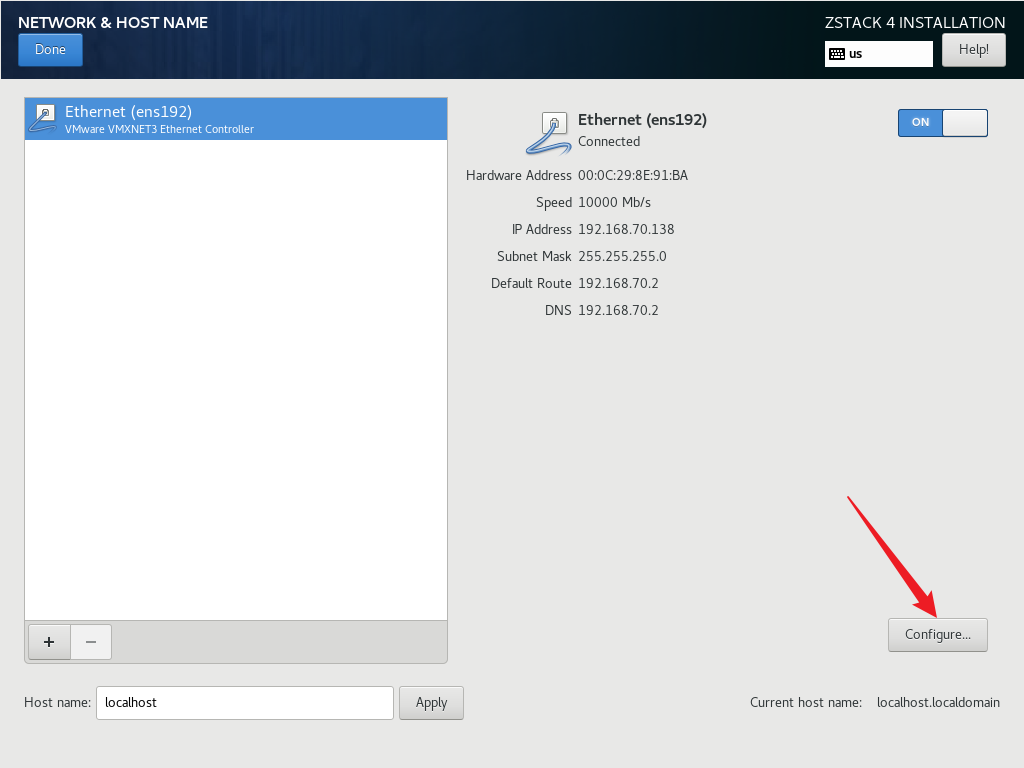 NETWORK & HOST NAME
ZSTACK 4 INSTALLATION
Done
us
Help!
Ethernet (ens192)
VMware VMXNET3 Ethernet Controller
Ethernet (ens192)
Connected
ON
Hardware Address 00:0C:29:8E:91:BA
Speed 10000 Mb/s
IP Address 192.168.70.138
Subnet Mask 255.255.255.0
Default Route 192.168.70.2
DNS 192.168.70.2
+ −
Configure...
Host name: localhost Apply
Current host name: localhost.localdomain